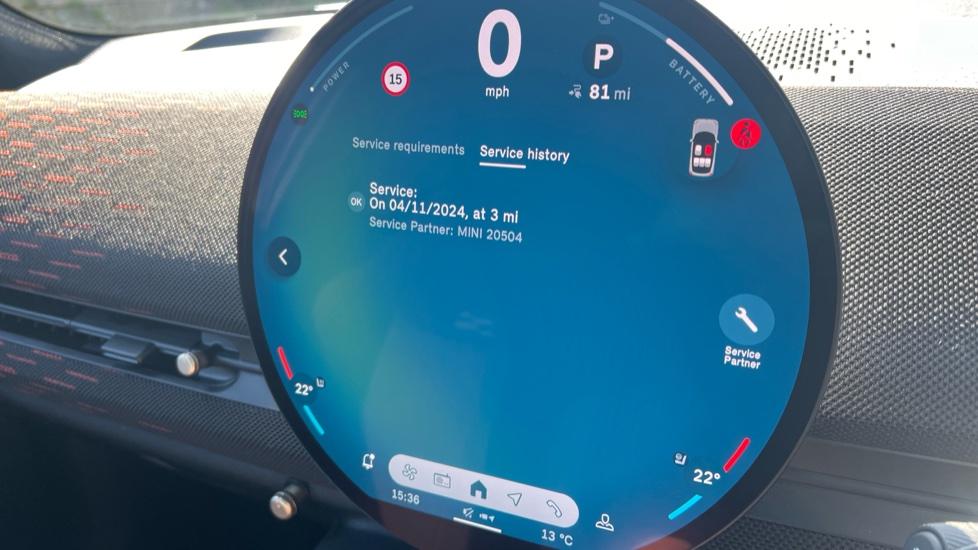 0
mph
15
POWER
P
81 mi
BATTERY
Service requirements
Service history
OK
Service:
On 04/11/2024, at 3 mi
Service Partner: MINI 20504
Service
Partner
22°
22°
15:36
13 °C